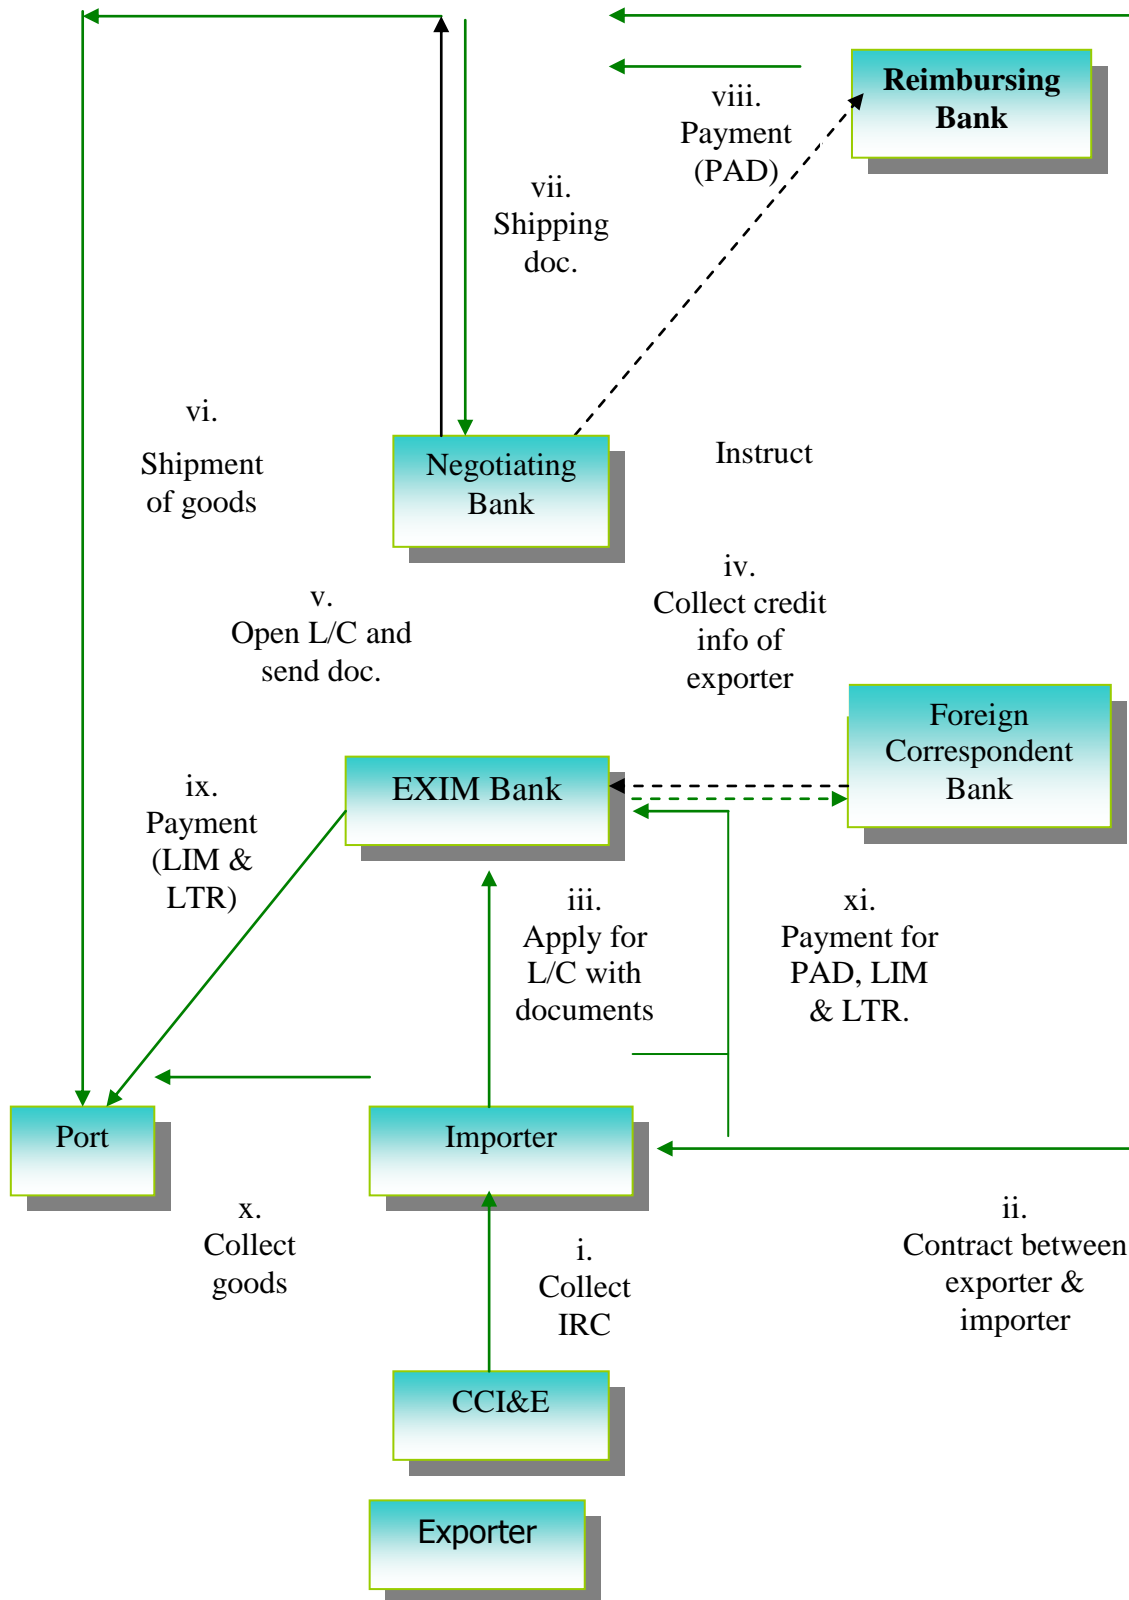 Reimbursing
Bank
viii.
Payment
(PAD)
vii.
Shipping
doc.
vi.
Shipment
of goods
Negotiating
Bank
Instruct
iv.
Collect credit
info of
exporter
v.
Open L/C and
send doc.
Foreign
Correspondent
Bank
EXIM Bank
ix.
Payment
(LIM &
LTR)
iii.
Apply for
L/C with
documents
xi.
Payment for
PAD, LIM
& LTR.
Port
Importer
x.
Collect
goods
i.
Collect
IRC
ii.
Contract between
exporter &
importer
CCI&E
Exporter